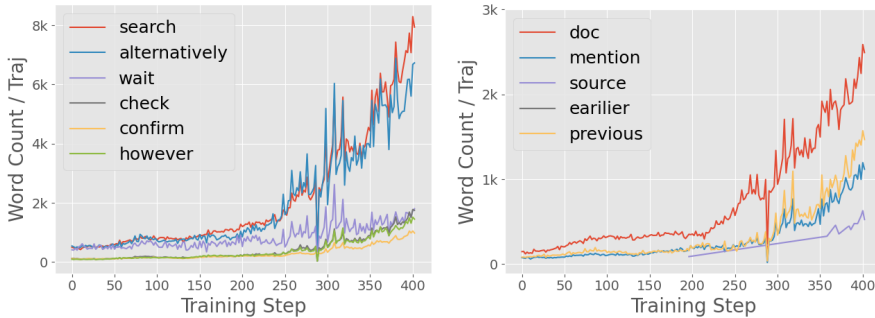 8k
6k
4k
2k
0
Word Count / Traj
search
alternatively
wait
check
confirm
however
0 50 100 150 200 250 300 350 400
Training Step
3k
2k
1k
0
Word Count / Traj
doc
mention
source
earilier
previous
0 50 100 150 200 250 300 350 400
Training Step